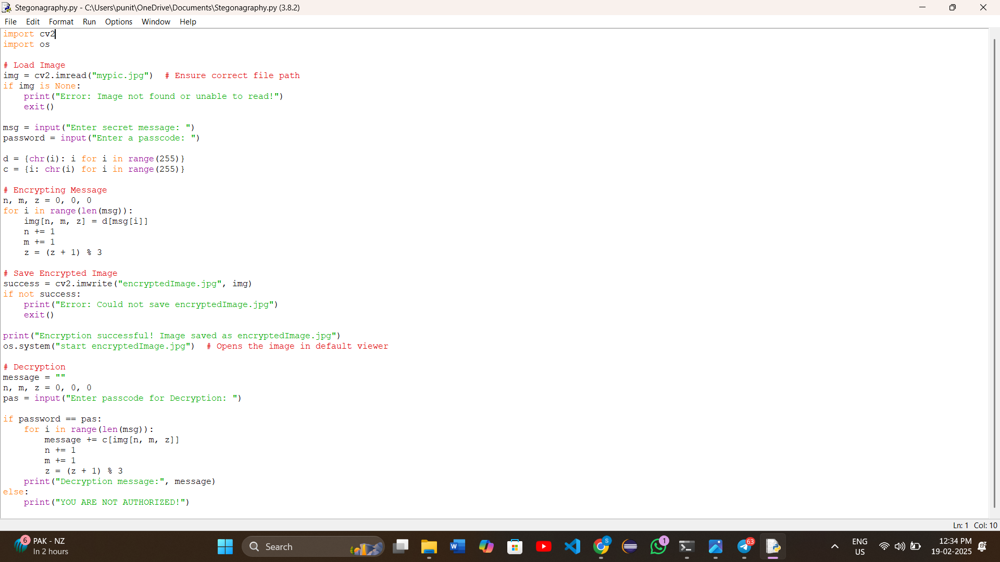 Stegonagraphy.py - C:\Users\punit\OneDrive\Documents\Stegonagraphy.py (3.8.2)
File Edit Format Run Options Window Help
import cv2
import os

# Load Image
img = cv2.imread("mypic.jpg")  # Ensure correct file path
if img is None:
    print("Error: Image not found or unable to read!")
    exit()

msg = input("Enter secret message: ")
password = input("Enter a passcode: ")

d = {chr(i): i for i in range(255)}
c = {i: chr(i) for i in range(255)}

# Encrypting Message
n, m, z = 0, 0, 0
for i in range(len(msg)):
    img[n, m, z] = d[msg[i]]
    n += 1
    m += 1
    z = (z + 1) % 3

# Save Encrypted Image
success = cv2.imwrite("encryptedImage.jpg", img)
if not success:
    print("Error: Could not save encryptedImage.jpg")
    exit()

print("Encryption successful! Image saved as encryptedImage.jpg")
os.system("start encryptedImage.jpg")  # Opens the image in default viewer

# Decryption
message = ""
n, m, z = 0, 0, 0
pas = input("Enter passcode for Decryption: ")

if password == pas:
    for i in range(len(msg)):
        message += c[img[n, m, z]]
        n += 1
        m += 1
        z = (z + 1) % 3
    print("Decryption message:", message)
else:
    print("YOU ARE NOT AUTHORIZED!")
Ln: 1 Col: 10
6
PAK - NZ
In 2 hours
Search
W
S
1
63
ENG
US
12:34 PM
19-02-2025